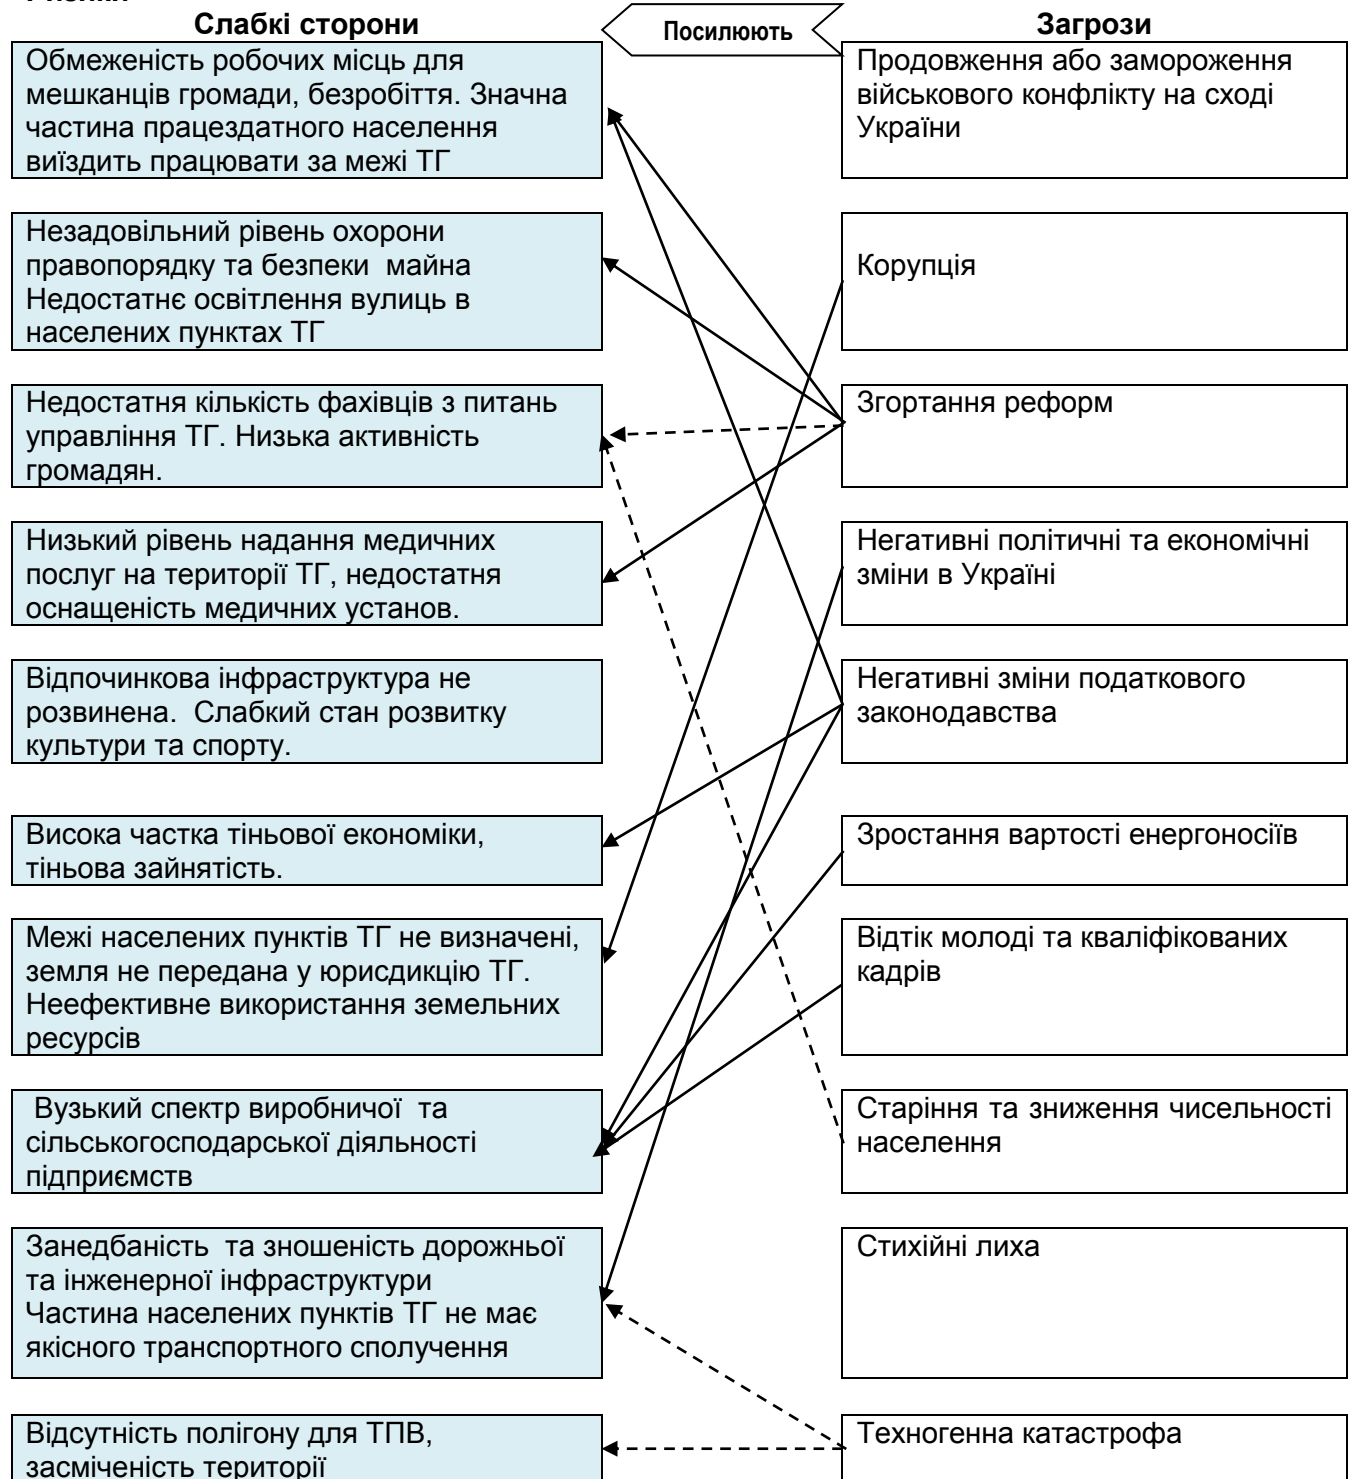 Слабкі сторони
Посилюють
Загрози
Обмеженість робочих місць для
мешканців громади, безробіття. Значна
частина працездатного населення
виїздить працювати за межі ТГ
Продовження або замороження
військового конфлікту на сході
України
Незадовільний рівень охорони
правопорядку та безпеки майна
Недостатнє освітлення вулиць в
населених пунктах ТГ
Корупція
Недостатня кількість фахівців з питань
управління ТГ. Низька активність
громадян.
Згортання реформ
Низький рівень надання медичних
послуг на території ТГ, недостатня
оснащеність медичних установ.
Негативні політичні та економічні
зміни в Україні
Відпочинкова інфраструктура не
розвинена. Слабкий стан розвитку
культури та спорту.
Негативні зміни податкового
законодавства
Висока частка тіньової економіки,
тіньова зайнятість.
Зростання вартості енергоносіїв
Межі населених пунктів ТГ не визначені,
земля не передана у юрисдикцію ТГ.
Неефективне використання земельних
ресурсів
Відтік молоді та кваліфікованих
кадрів
Вузький спектр виробничої та
сільськогосподарської діяльності
підприємств
Старіння та зниження чисельності
населення
Занедбаність та зношеність дорожньої
та інженерної інфраструктури
Частина населених пунктів ТГ не має
якісного транспортного сполучення
Стихійні лиха
Відсутність полігону для ТПВ,
засміченість території
Техногенна катастрофа